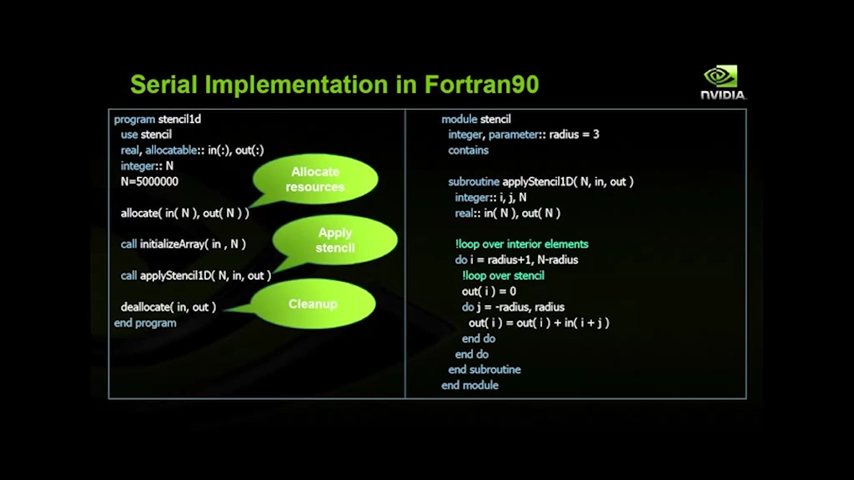 Serial Implementation in Fortran90
NVIDIA
program stencil1d
use stencil
real, allocatable:: in(:), out(:)
integer:: N
N=5000000
allocate( in( N ), out( N ) )
call initializeArray( in , N )
call applyStencil1D( N, in, out )
deallocate( in, out )
end program
Allocate
resources
Apply
stencil
Cleanup
module stencil
integer, parameter:: radius = 3
contains
subroutine applyStencil1D( N, in, out )
integer:: i, j, N
real:: in( N ), out( N )
!loop over interior elements
do i = radius+1, N-radius
!loop over stencil
out( i ) = 0
do j = -radius, radius
out( i ) = out( i ) + in( i + j )
end do
end do
end subroutine
end module